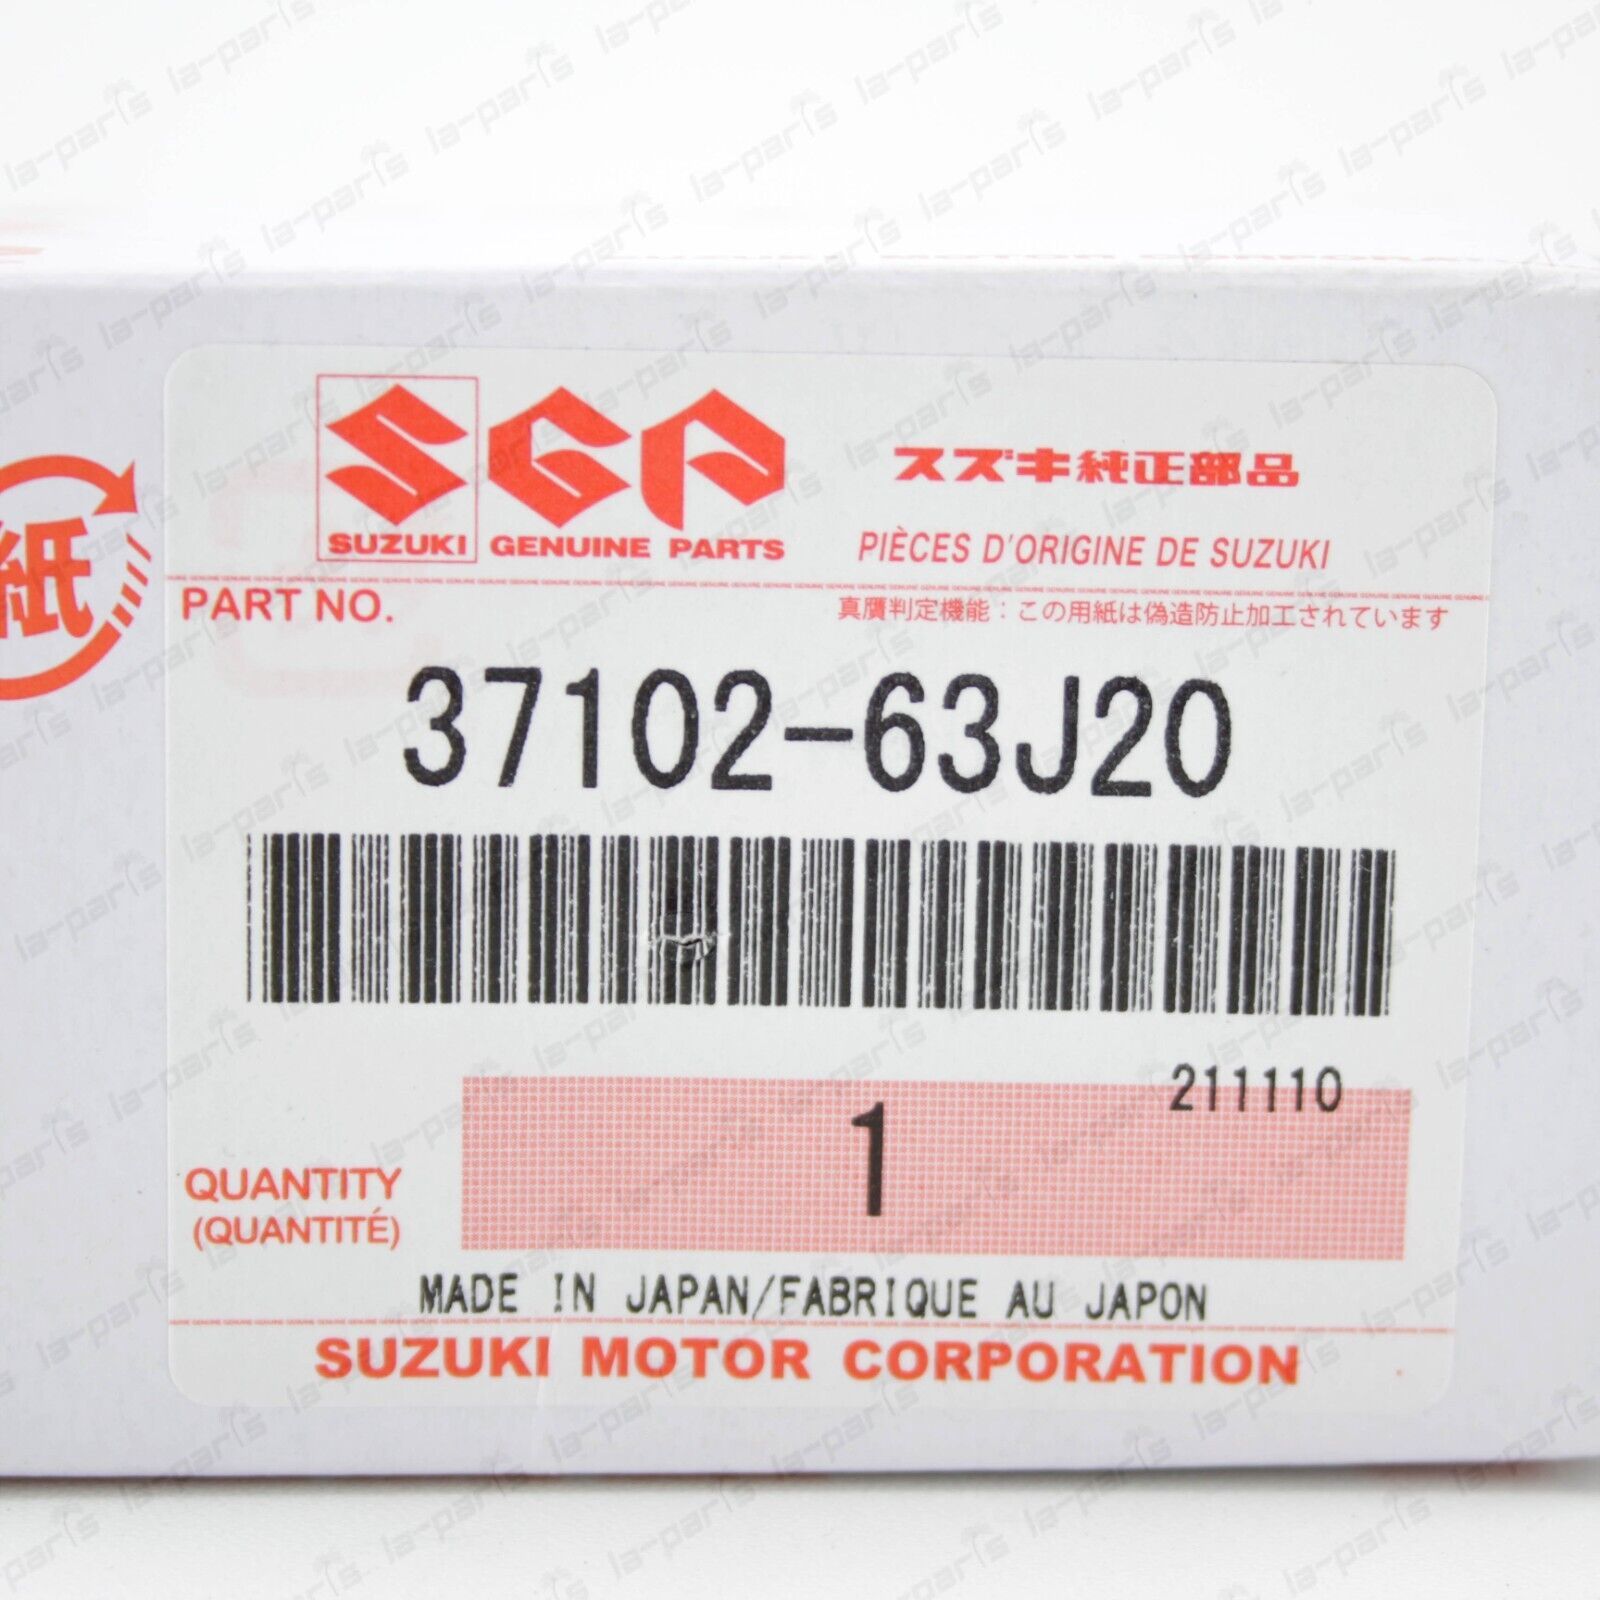 紙
SUZUKI GENUINE PARTS
スズキ純正部品
PIÈCES D'ORIGINE DE SUZUKI
PART NO.
真贋判定機能：この用紙は偽造防止加工されています
37102-63J20
211110
1
QUANTITY
(QUANTITÉ)
MADE IN JAPAN/FABRIQUE AU JAPON
SUZUKI MOTOR CORPORATION
la-paris